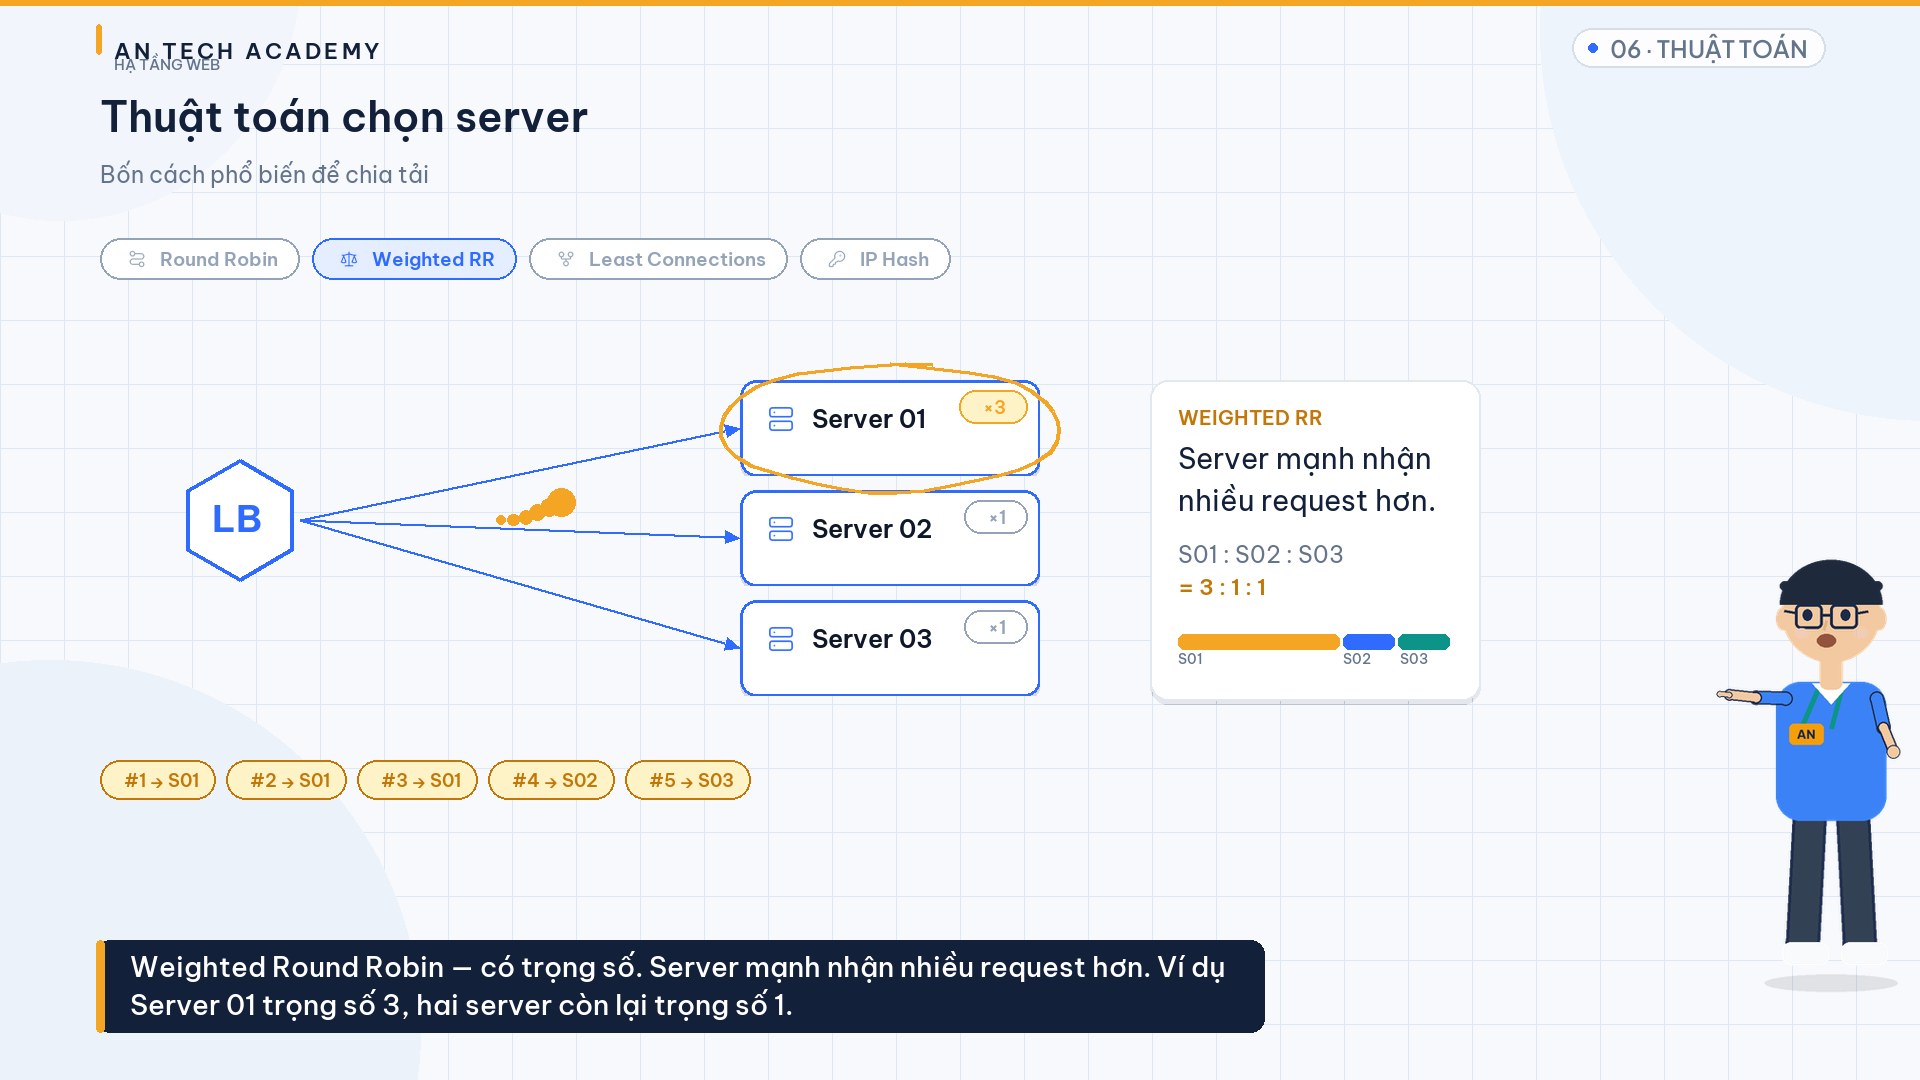 AN TECH ACADEMY
HẠ TẦNG WEB
06 · THUẬT TOÁN
Thuật toán chọn server
Bốn cách phổ biến để chia tải
Round Robin
Weighted RR
Least Connections
IP Hash
LB
Server 01
×3
Server 02
×1
Server 03
×1
WEIGHTED RR
Server mạnh nhận
nhiều request hơn.
S01 : S02 : S03
= 3 : 1 : 1
S01 S02 S03
AN
#1 → S01
#2 → S01
#3 → S01
#4 → S02
#5 → S03
Weighted Round Robin — có trọng số. Server mạnh nhận nhiều request hơn. Ví dụ
Server 01 trọng số 3, hai server còn lại trọng số 1.